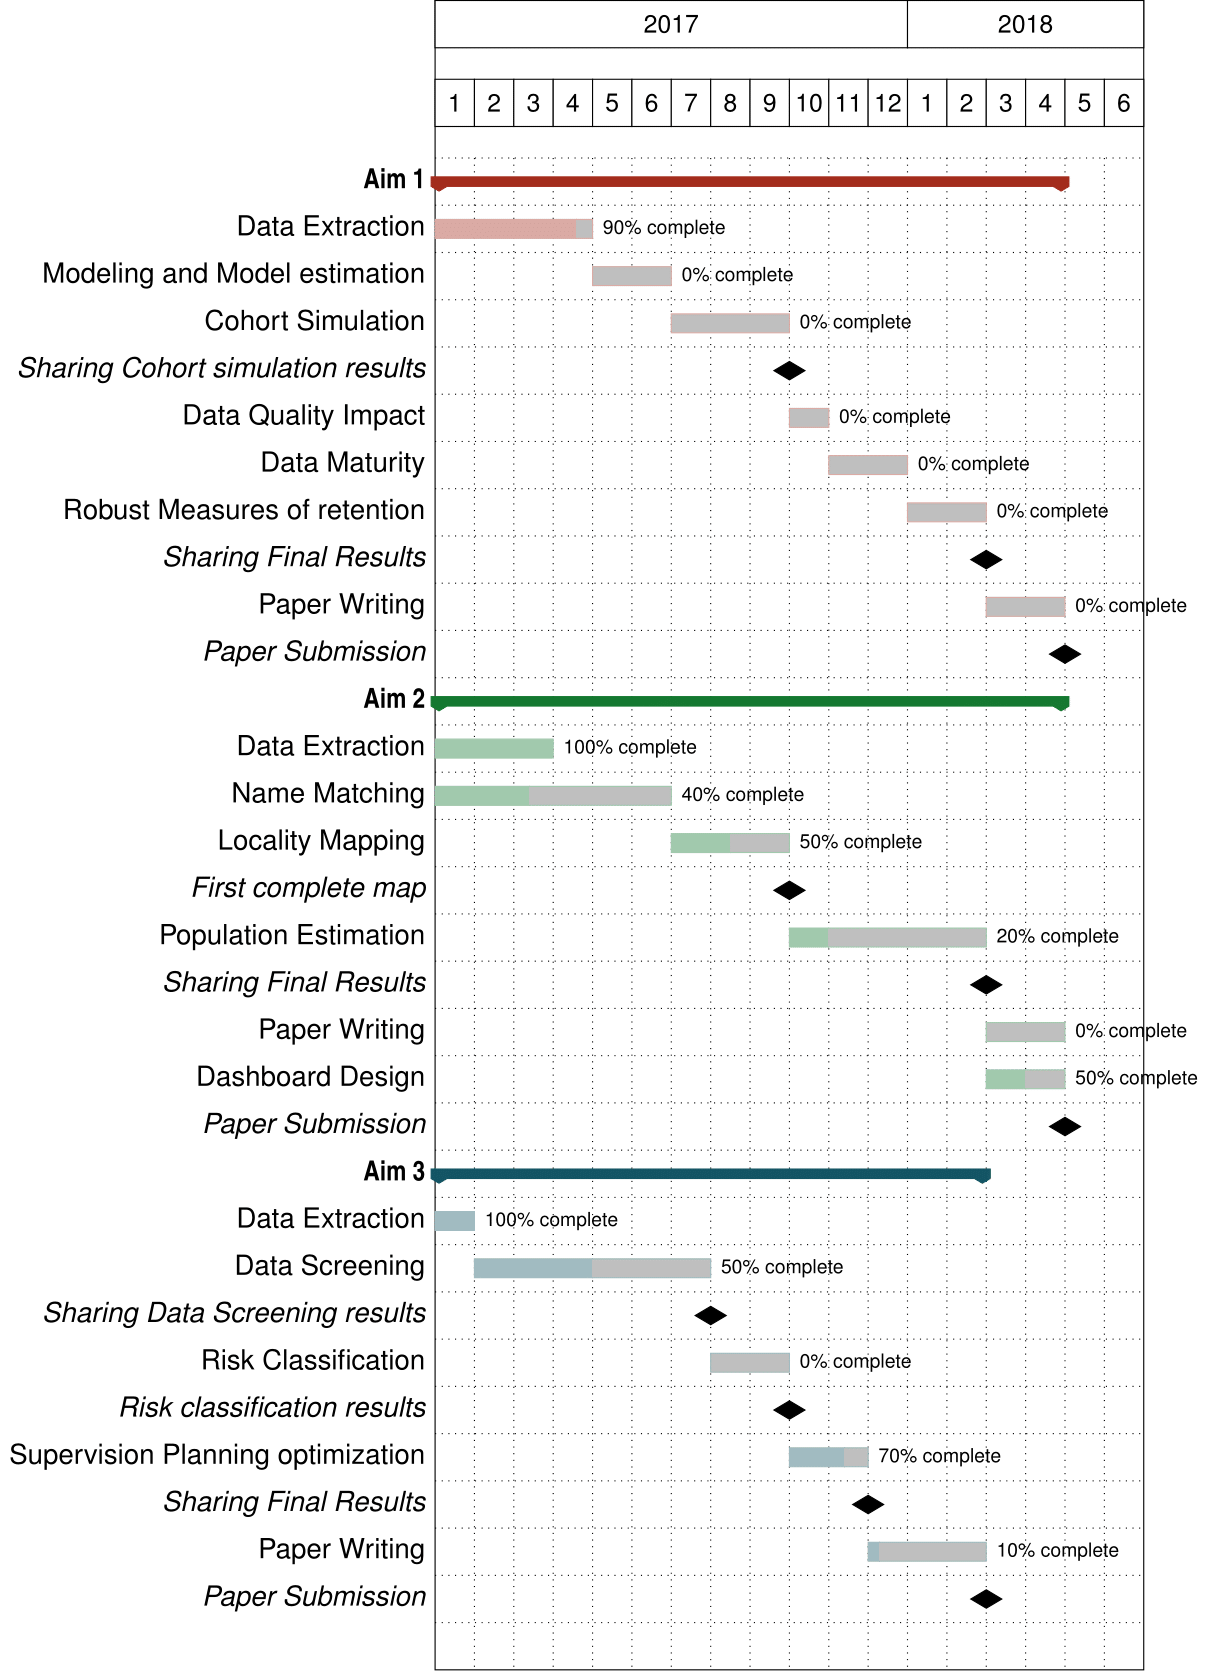 2017 2018
1 2 3 4 5 6 7 8 9 10 11 12 1 2 3 4 5 6
Aim 1
Data Extraction 90% complete
Modeling and Model estimation 0% complete
Cohort Simulation 0% complete
Sharing Cohort simulation results
Data Quality Impact 0% complete
Data Maturity 0% complete
Robust Measures of retention 0% complete
Sharing Final Results
Paper Writing 0% complete
Paper Submission
Aim 2
Data Extraction 100% complete
Name Matching 40% complete
Locality Mapping 50% complete
First complete map
Population Estimation 20% complete
Sharing Final Results
Paper Writing 0% complete
Dashboard Design 50% complete
Paper Submission
Aim 3
Data Extraction 100% complete
Data Screening 50% complete
Sharing Data Screening results
Risk Classification 0% complete
Risk classification results
Supervision Planning optimization 70% complete
Sharing Final Results
Paper Writing 10% complete
Paper Submission